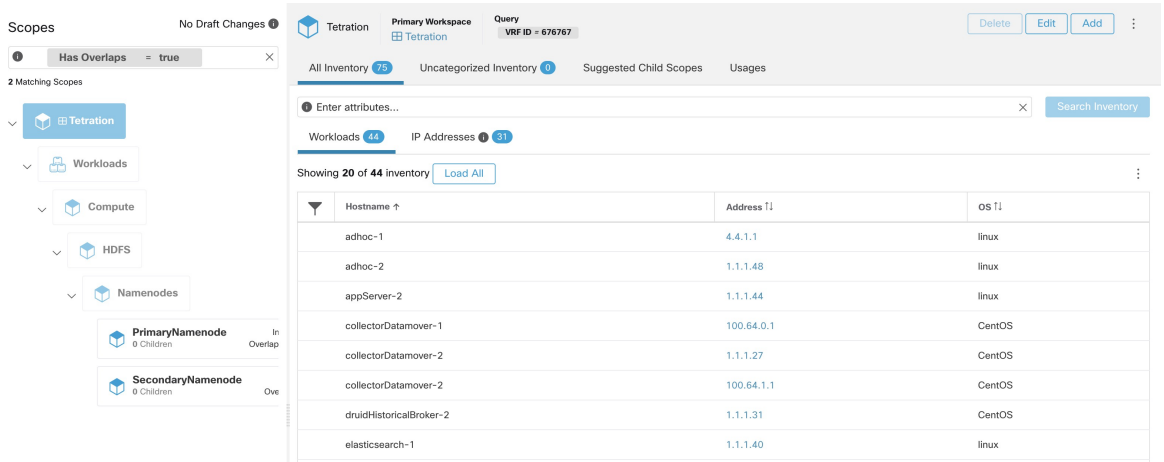 Scopes
No Draft Changes
Has Overlaps = true
2 Matching Scopes
Tetration
Workloads
Compute
HDFS
Namenodes
PrimaryNamenode In
0 Children Overlap
SecondaryNamenode
0 Children Ove
Tetration
Primary Workspace
Tetration
Query
VRF ID = 676767
Delete Edit Add
All Inventory 75 Uncategorized Inventory 0 Suggested Child Scopes Usages
Enter attributes...
Search Inventory
Workloads 44 IP Addresses 31
Showing 20 of 44 inventory Load All
Hostname ↑ Address ↑↓ OS ↑↓
adhoc-1 4.4.1.1 linux
adhoc-2 1.1.1.48 linux
appServer-2 1.1.1.44 linux
collectorDatamover-1 100.64.0.1 CentOS
collectorDatamover-2 1.1.1.27 CentOS
collectorDatamover-2 100.64.1.1 CentOS
druidHistoricalBroker-2 1.1.1.31 CentOS
elasticsearch-1 1.1.1.40 linux